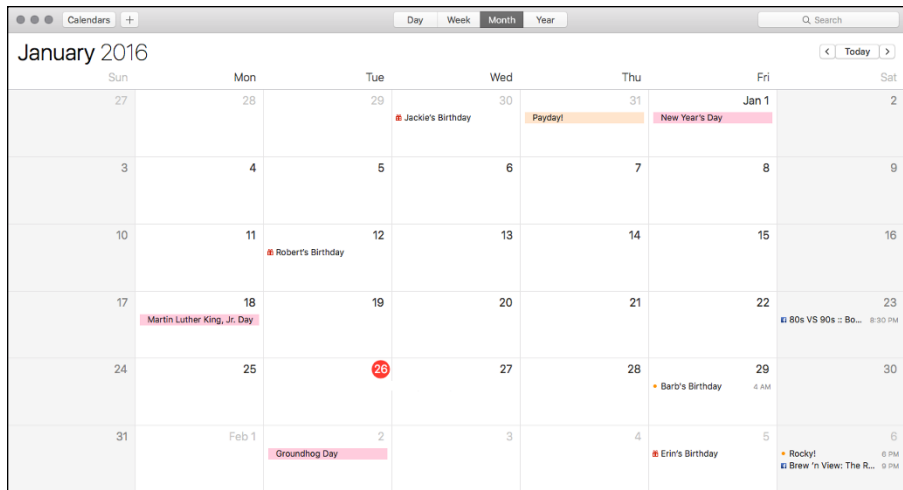 Calendars +
Day Week Month Year
Search
January 2016
< Today >
Sun Mon Tue Wed Thu Fri Sat
27 28 29 30 31 Jan 1 2
Jackie's Birthday Payday! New Year's Day
3 4 5 6 7 8 9
10 11 12 13 14 15 16
Robert's Birthday
17 18 19 20 21 22 23
Martin Luther King, Jr. Day 80s VS 90s :: Bo... 8:30 PM
24 25 26 27 28 29 30
Barb's Birthday 4 AM
31 Feb 1 2 3 4 5 6
Groundhog Day Erin's Birthday Rocky! 6 PM
Brew 'n View: The R... 9 PM